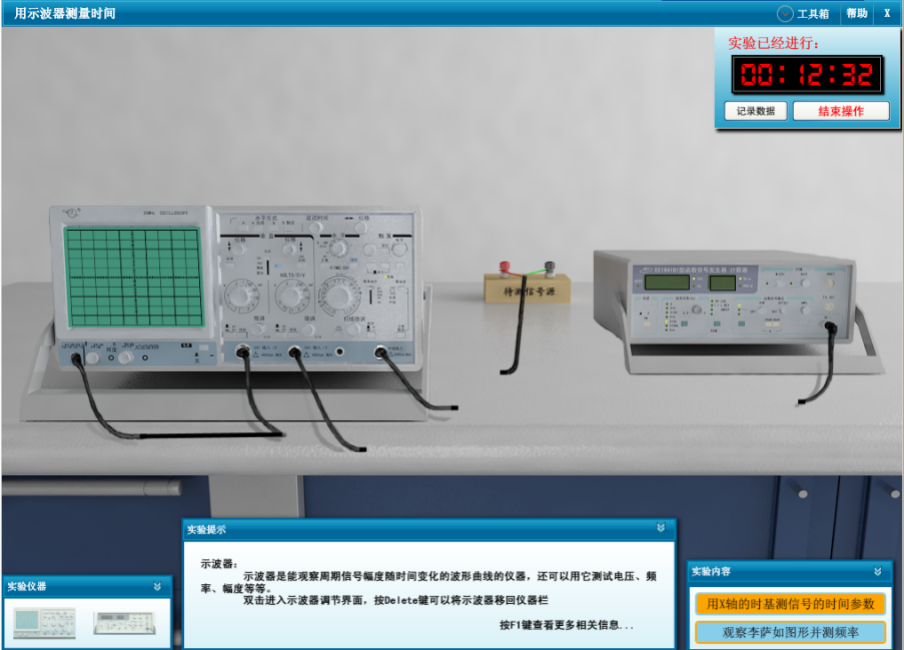 用示波器测量时间
工具箱 帮助 X
实验已经进行:
00:12:32
记录数据 结束操作
待测信号源
实验提示
示波器:
示波器是能观察周期信号幅度随时间变化的波形曲线的仪器，还可以用它测试电压、频
率、幅度等等。
双击进入示波器调节界面，按Delete键可以将示波器移回仪器栏
按F1键查看更多相关信息...
实验仪器
实验内容
用X轴的时基测信号的时间参数
观察李萨如图形并测频率